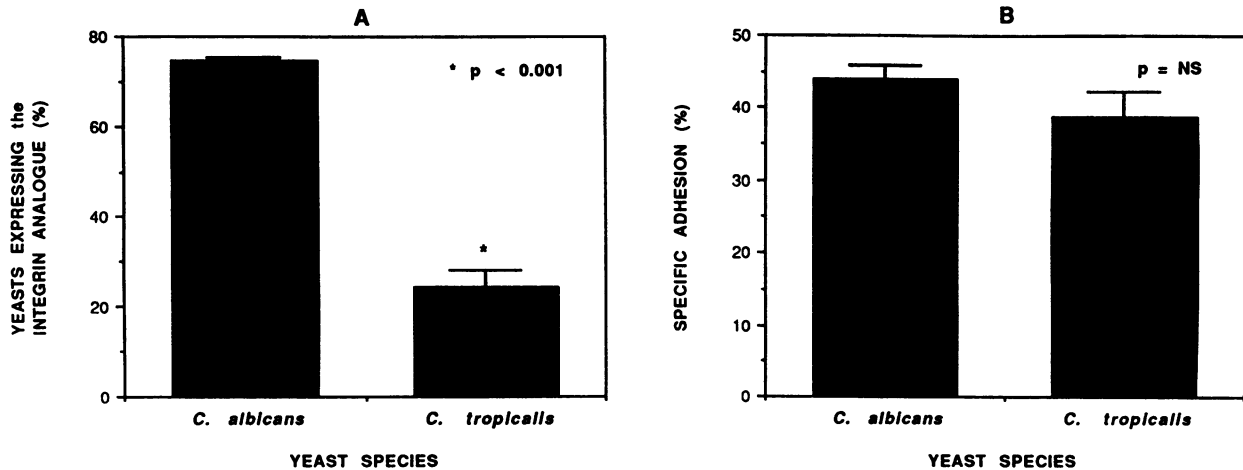 A
YEASTS EXPRESSING the
INTEGRIN ANALOGUE (%)
80
60
40
20
0
* p < 0.001
*
C. albicans
C. tropicalis
YEAST SPECIES
B
SPECIFIC ADHESION (%)
50
40
30
20
10
0
p = NS
C. albicans
C. tropicalis
YEAST SPECIES